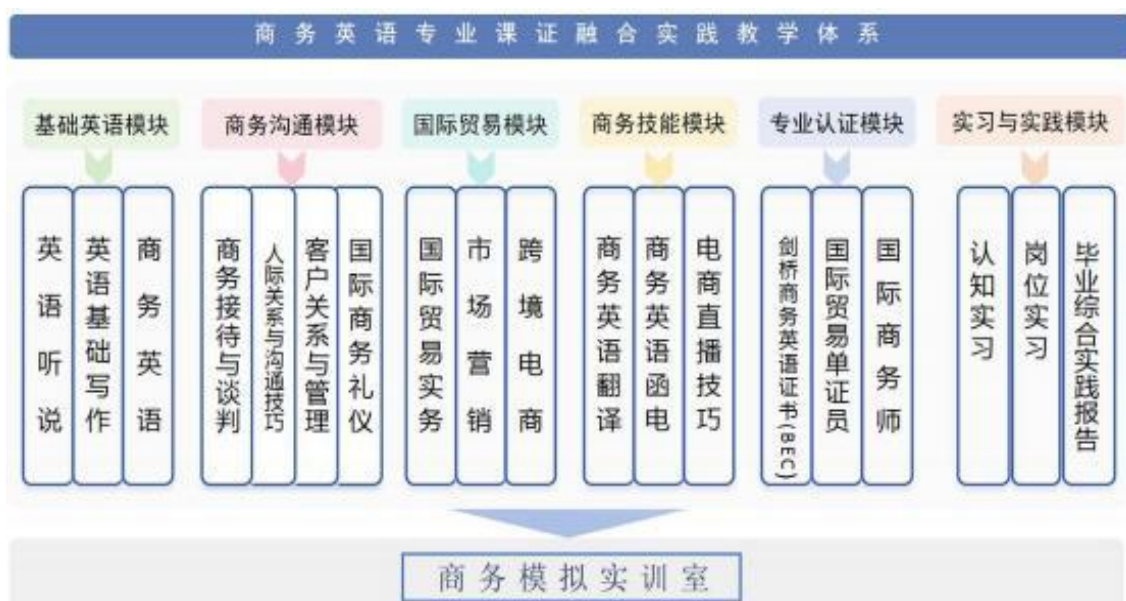 商务英语专业课证融合实践教学体系
基础英语模块
商务沟通模块
国际贸易模块
商务技能模块
专业认证模块
实习与实践模块
英语听说
英语基础写作
商务英语
商务接待与谈判
人际关系与沟通技巧
客户关系与管理
国际商务礼仪
国际贸易实务
市场营销
跨境电商
商务英语翻译
商务英语函电
电商直播技巧
剑桥商务英语证书(BEC)
国际贸易单证员
国际商务师
认知实习
岗位实习
毕业综合实践报告
商务模拟实训室